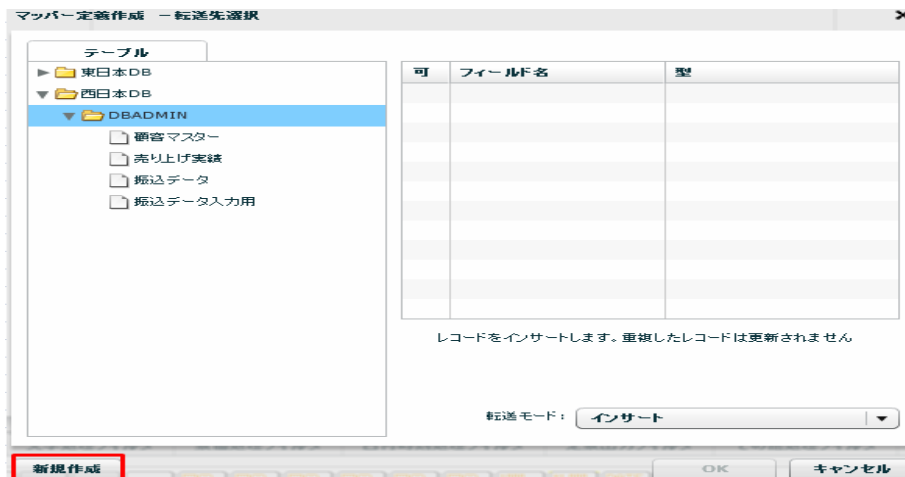 マッパー定義作成 －転送先選択
テーブル
東日本DB
西日本DB
DBADMIN
顧客マスター
売り上げ実績
振込データ
振込データ入力用
可 フィールド名 型
レコードをインサートします。重複したレコードは更新されません
転送モード： インサート
新規作成 OK キャンセル